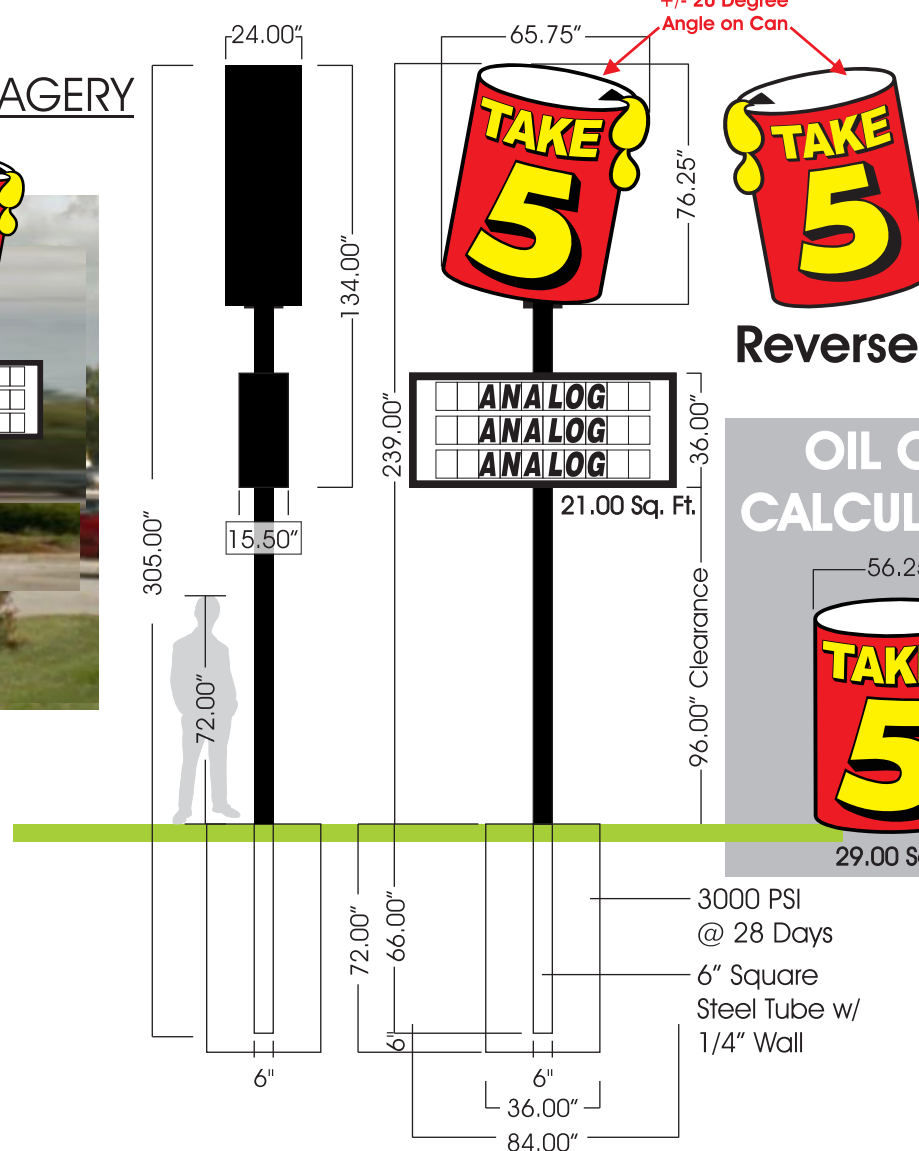 +/- 20 Degree
Angle on Can
AGERY
24.00"
65.75"
TAKE
5
TAKE
5
76.25"
134.00"
Reverse
239.00"
ANALOG
ANALOG
ANALOG
36.00"
21.00 Sq. Ft.
15.50"
305.00"
72.00"
96.00" Clearance
OIL
CALCUL
56.25
TAK
5
29.00 S
72.00"
66.00"
6"
3000 PSI
@ 28 Days
6" Square
Steel Tube w/
1/4" Wall
6"
6"
36.00"
84.00"